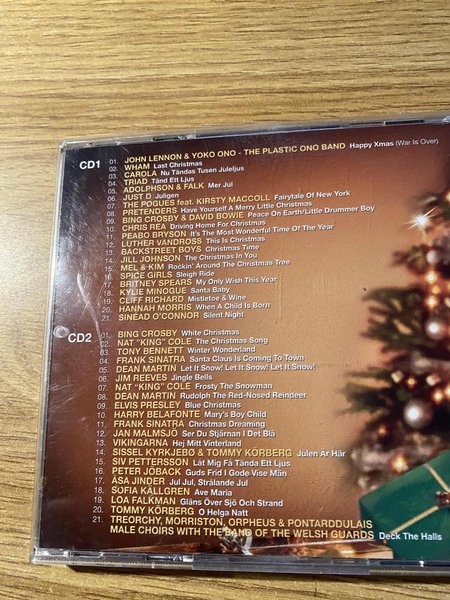 CD1
01. JOHN LENNON & YOKO ONO - THE PLASTIC ONO BAND Happy Xmas (War Is Over)
02. WHAM Last Christmas
03. CAROLA Nu Tändas Tusen Juleljus
04. TRIAD Tänd Ett Ljus
05. ADOLPHSON & FALK Mer Jul
06. JUST D Juligen
07. THE POGUES feat. KIRSTY MACCOLL Fairytale Of New York
08. PRETENDERS Have Yourself A Merry Little Christmas
09. BING CROSBY & DAVID BOWIE Peace On Earth/Little Drummer Boy
10. CHRIS REA Driving Home For Christmas
11. PEABO BRYSON It's The Most Wonderful Time Of The Year
12. LUTHER VANDROSS This Is Christmas
13. BACKSTREET BOYS Christmas Time
14. JILL JOHNSON The Christmas In You
15. MEL & KIM Rockin' Around The Christmas Tree
16. SPICE GIRLS Sleigh Ride
17. BRITNEY SPEARS My Only Wish This Year
18. KYLIE MINOGUE Santa Baby
19. CLIFF RICHARD Mistletoe & Wine
20. HANNAH MORRIS When A Child Is Born
21. SINEAD O'CONNOR Silent Night
CD2
01. BING CROSBY White Christmas
02. NAT "KING" COLE The Christmas Song
03. TONY BENNETT Winter Wonderland
04. FRANK SINATRA Santa Claus Is Coming To Town
05. DEAN MARTIN Let It Snow! Let It Snow! Let It Snow!
06. JIM REEVES Jingle Bells
07. NAT "KING" COLE Frosty The Snowman
08. DEAN MARTIN Rudolph The Red-Nosed Reindeer
09. ELVIS PRESLEY Blue Christmas
10. HARRY BELAFONTE Mary's Boy Child
11. FRANK SINATRA Christmas Dreaming
12. JAN MALMSJÖ Ser Du Stjärnan I Det Blå
13. VIKINGARNA Hej Mitt Vinterland
14. SISSEL KYRKJEBØ & TOMMY KÖRBERG Julen Är Här
15. SIV PETTERSSON Låt Mig Få Tända Ett Ljus
16. PETER JÖBACK Guds Frid I Gode Vise Män
17. ÅSA JINDER Jul Jul, Strålande Jul
18. SOFIA KÄLLGREN Ave Maria
19. LOA FALKMAN Gläns Över Sjö Och Strand
20. TOMMY KÖRBERG O Helga Natt
21. TREORCHY, MORRISTON, ORPHEUS & PONTARDDULAIS
MALE CHOIRS WITH THE BAND OF THE WELSH GUARDS Deck The Halls